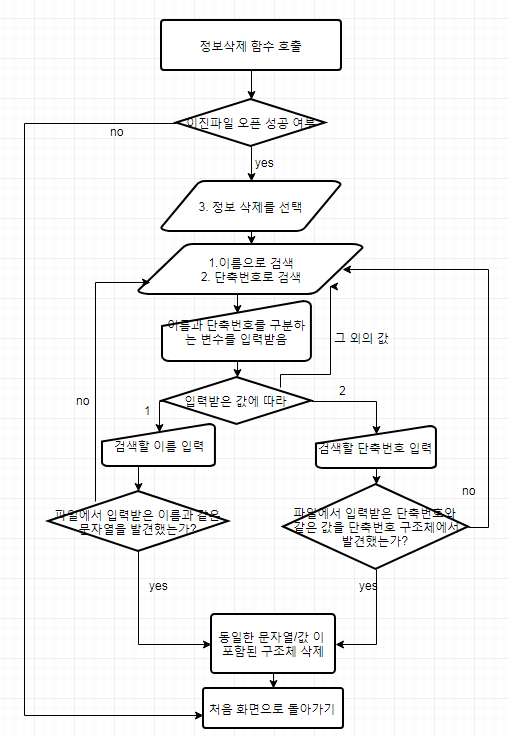 정보삭제 함수 호출
이진파일 오픈 성공 여부
no
yes
3. 정보 삭제를 선택
1.이름으로 검색
2. 단축번호로 검색
이름과 단축번호를 구분하
는 변수를 입력받음
그 외의 값
입력받은 값에 따라
no
1
2
검색할 이름 입력
검색할 단축번호 입력
no
파일에서 입력받은 이름과 같은
문자열을 발견했는가?
파일에서 입력받은 단축번호와
같은 값을 단축번호 구조체에서
발견했는가?
yes
yes
동일한 문자열/값 이
포함된 구조체 삭제
처음 화면으로 돌아가기